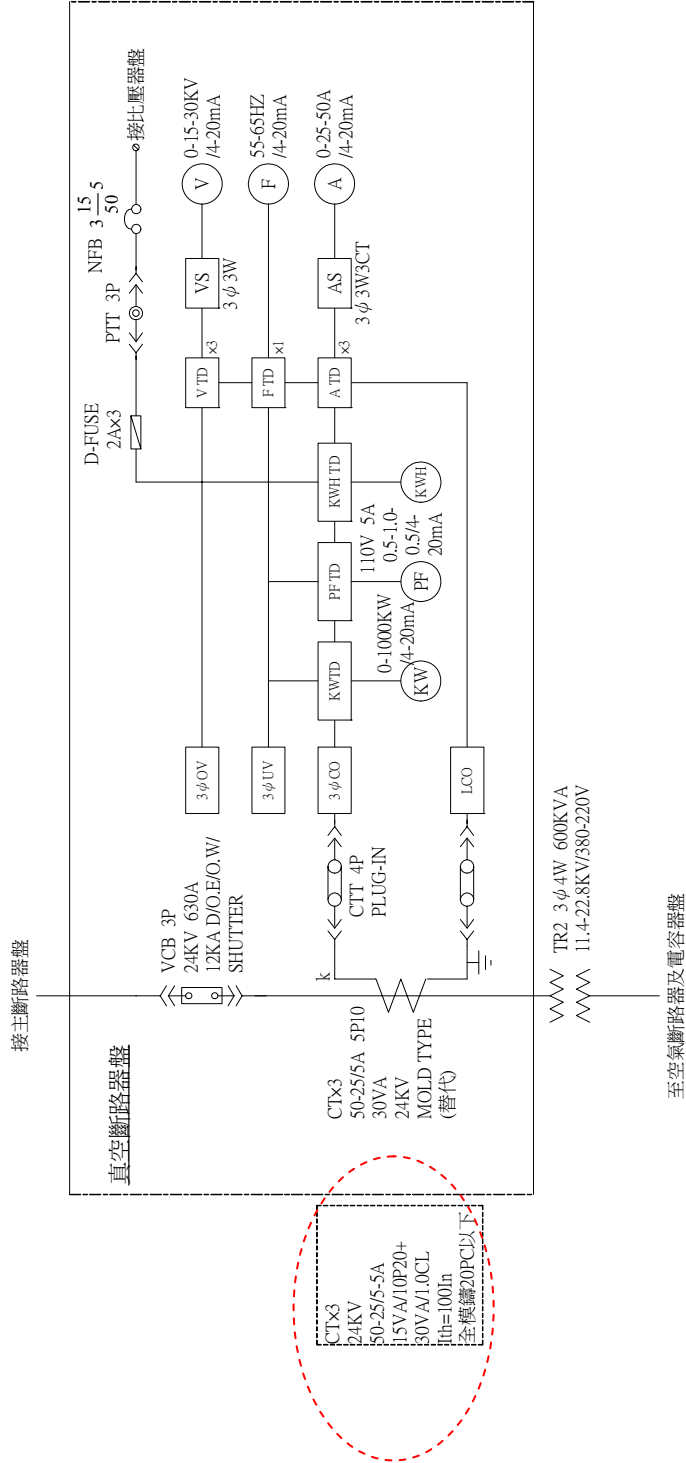 接主斷路器盤
真空斷路器盤
VCB 3P
24KV 630A
12KA D/O.E/O.W/
SHUTTER
D-FUSE
2A×3
PTT 3P
NFB 3 15/50 5
接比壓器盤
3φOV
V TD
x3
VS
3φ3W
V
0-15-30KV
/4-20mA
3φUV
F TD
x1
F
55-65HZ
/4-20mA
CTx3
50-25/5A 5P10
30VA
24KV
MOLD TYPE
(替代)
k
CTT 4P
PLUG-IN
3φCO
KWTD
PF TD
KWH TD
A TD
x3
AS
3φ3W3CT
A
0-25-50A
/4-20mA
0-1000KW
/4-20mA
KW
110V 5A
0.5-1.0-
0.5/4-
20mA
PF
KWH
LCO
CTx3
24KV
50-25/5-5A
15VA/10P20+
30VA/1.0CL
Ith=100In
全模鑄20PC以下
TR2 3φ4W 600KVA
11.4-22.8KV/380-220V
至空氣斷路器及電容器盤